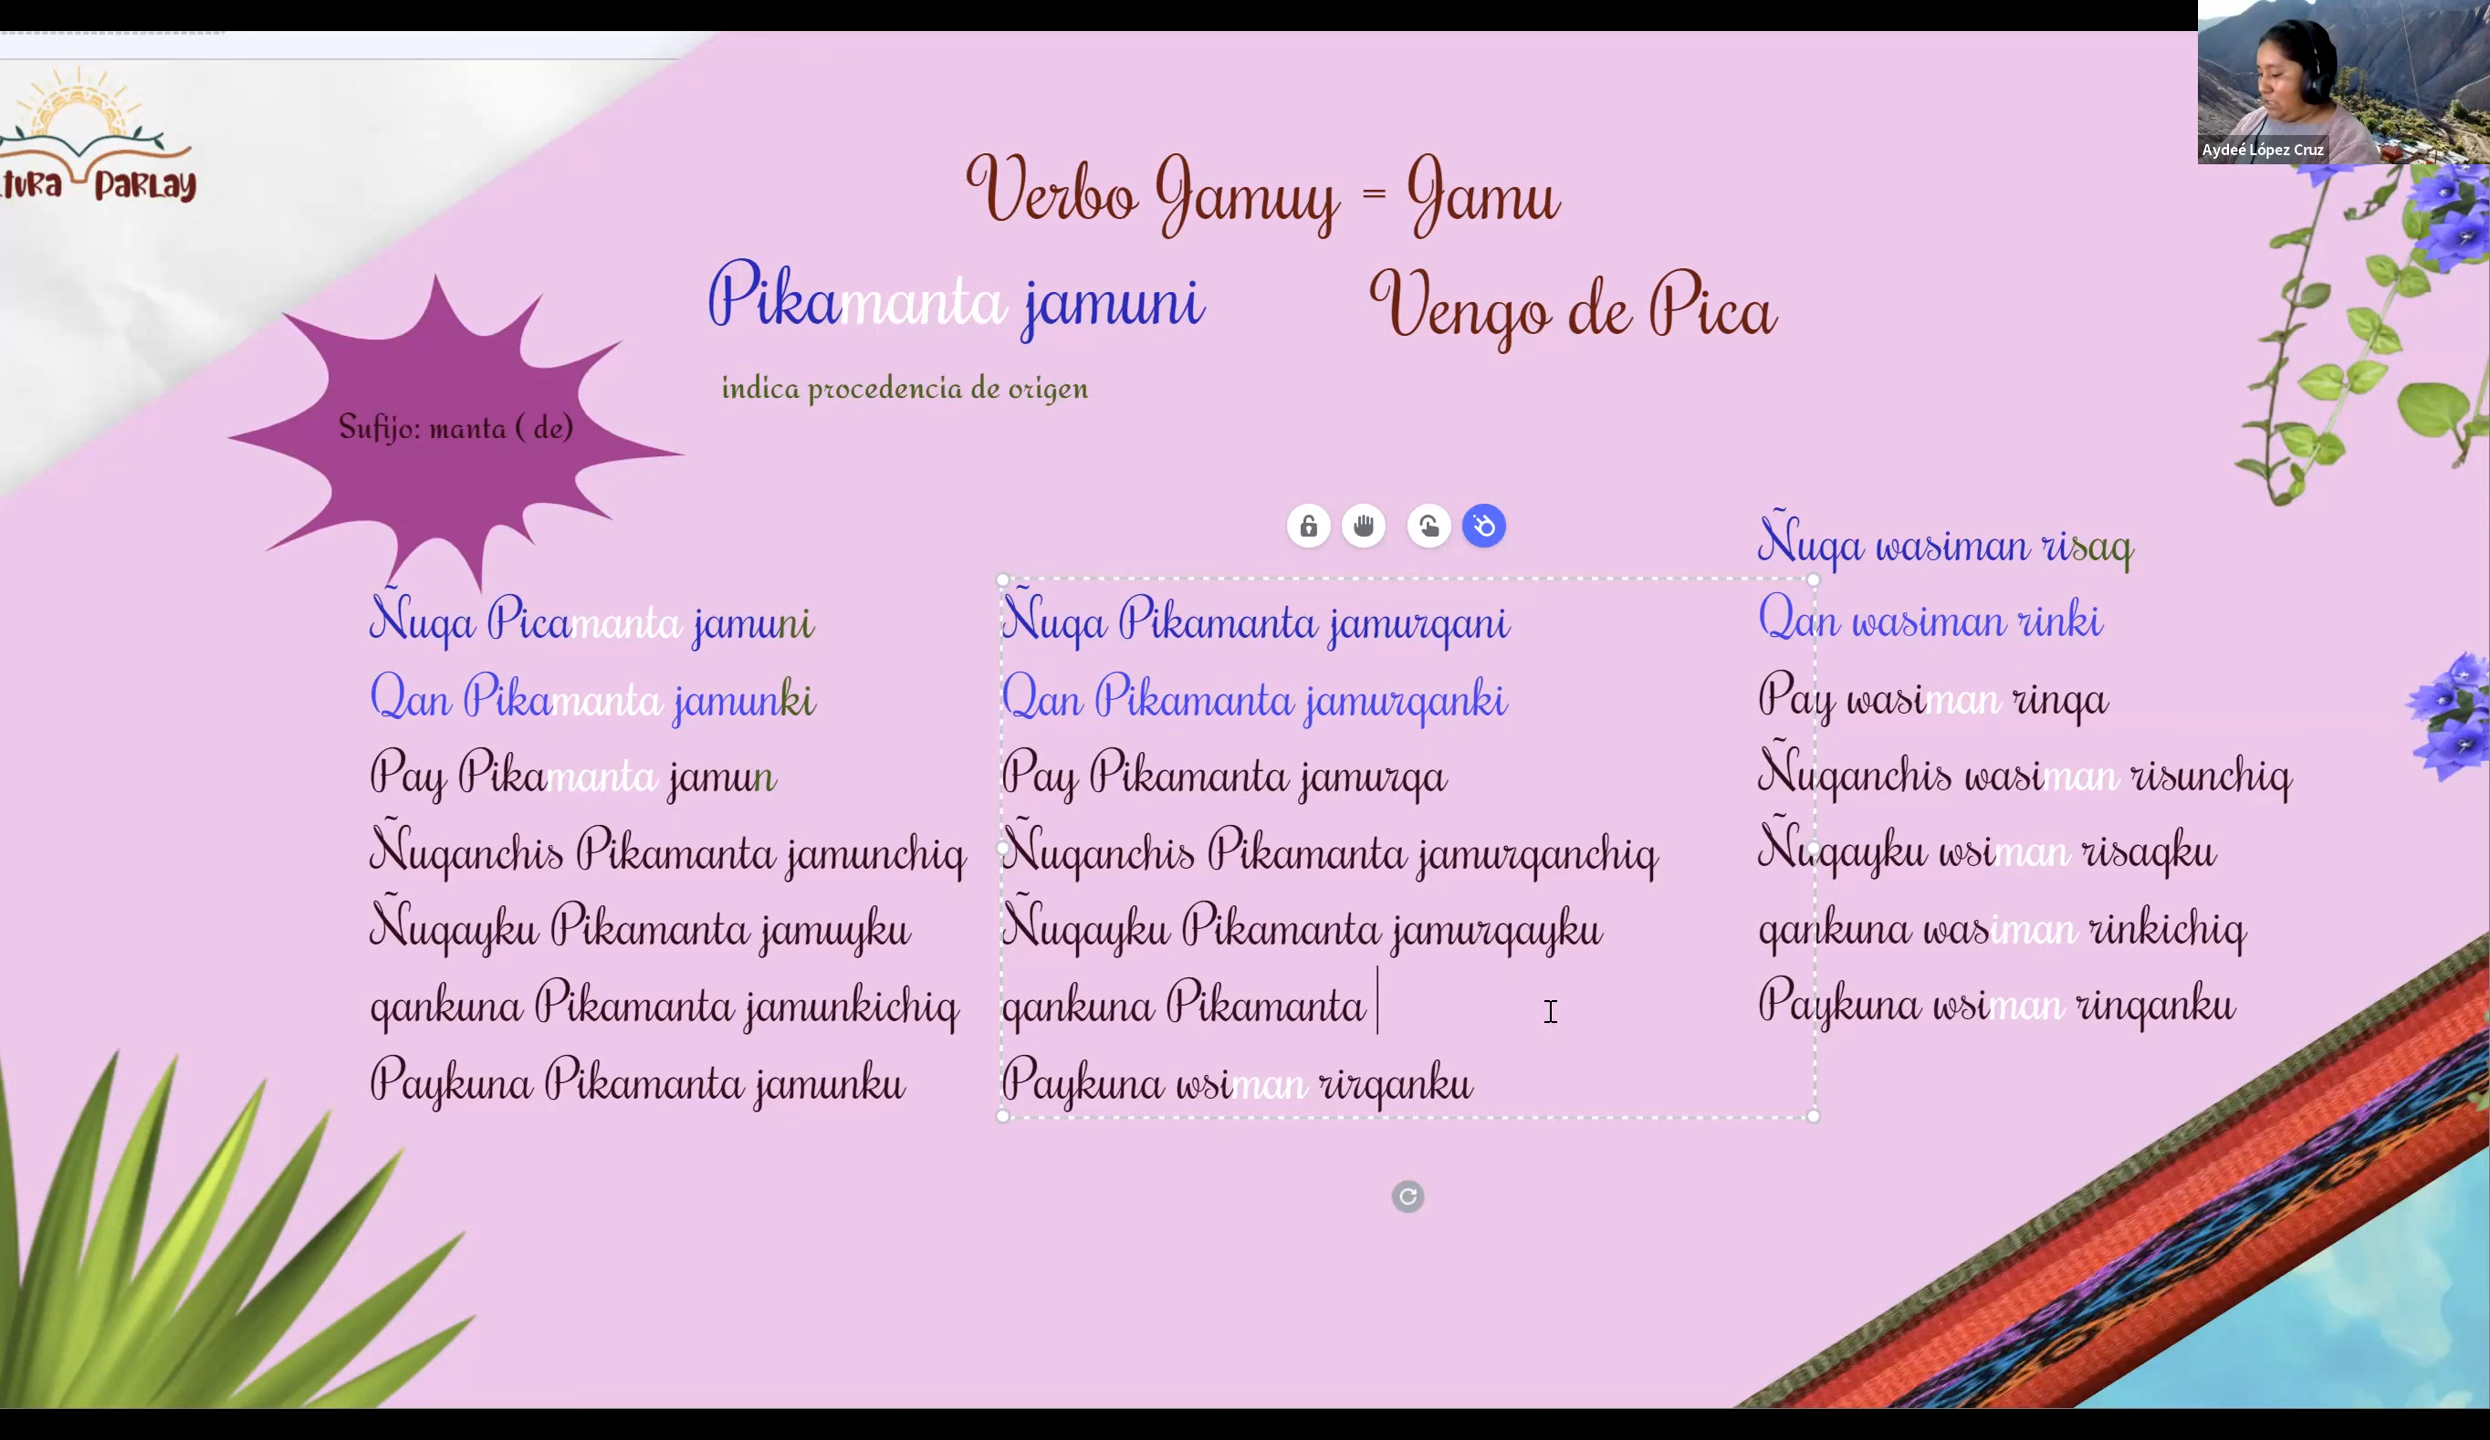 tura Parlay
Aydeé López Cruz
Verbo Jamuy = Jamu
Pikamanta jamuni
Vengo de Pica
indica procedencia de origen
Sufijo: manta ( de)
Ñuqa Picamanta jamuni
Qan Pikamanta jamunki
Pay Pikamanta jamun
Ñuqanchis Pikamanta jamunchiq
Ñuqayku Pikamanta jamuyku
qankuna Pikamanta jamunkichiq
Paykuna Pikamanta jamunku
Ñuqa Pikamanta jamurqani
Qan Pikamanta jamurqanki
Pay Pikamanta jamurqa
Ñuqanchis Pikamanta jamurqanchiq
Ñuqayku Pikamanta jamurqayku
qankuna Pikamanta
Paykuna wsiman rirqanku
Ñuqa wasiman risaq
Qan wasiman rinki
Pay wasiman rinqa
Ñuqanchis wasiman risunchiq
Ñuqayku wsiman risaqku
qankuna wasiman rinkichiq
Paykuna wsiman rinqanku